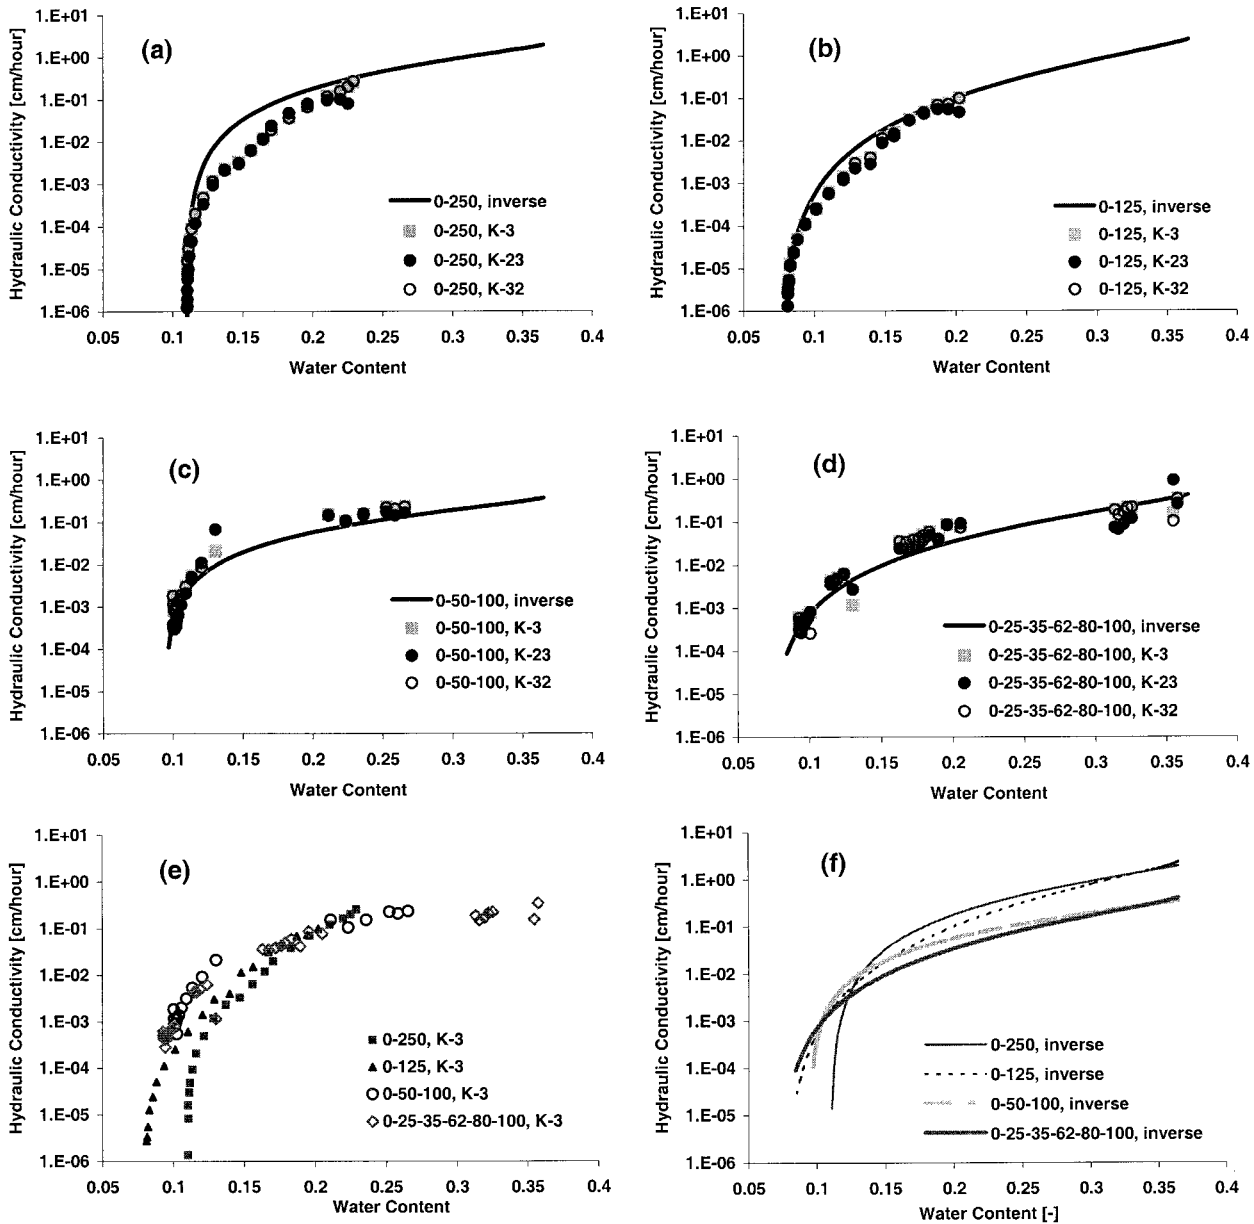 (a)
Hydraulic Conductivity [cm/hour]
1.E+01
1.E+00
1.E-01
1.E-02
1.E-03
1.E-04
1.E-05
1.E-06
0-250, inverse
0-250, K-3
0-250, K-23
0-250, K-32
0.05 0.1 0.15 0.2 0.25 0.3 0.35 0.4
Water Content
(b)
Hydraulic Conductivity [cm/hour]
1.E+01
1.E+00
1.E-01
1.E-02
1.E-03
1.E-04
1.E-05
1.E-06
0-125, inverse
0-125, K-3
0-125, K-23
0-125, K-32
0.05 0.1 0.15 0.2 0.25 0.3 0.35 0.4
Water Content
(c)
Hydraulic Conductivity [cm/hour]
1.E+01
1.E+00
1.E-01
1.E-02
1.E-03
1.E-04
1.E-05
1.E-06
0-50-100, inverse
0-50-100, K-3
0-50-100, K-23
0-50-100, K-32
0.05 0.1 0.15 0.2 0.25 0.3 0.35 0.4
Water Content
(d)
Hydraulic Conductivity [cm/hour]
1.E+01
1.E+00
1.E-01
1.E-02
1.E-03
1.E-04
1.E-05
1.E-06
0-25-35-62-80-100, inverse
0-25-35-62-80-100, K-3
0-25-35-62-80-100, K-23
0-25-35-62-80-100, K-32
0.05 0.1 0.15 0.2 0.25 0.3 0.35 0.4
Water Content
(e)
Hydraulic Conductivity [cm/hour]
1.E+01
1.E+00
1.E-01
1.E-02
1.E-03
1.E-04
1.E-05
1.E-06
0-250, K-3
0-125, K-3
0-50-100, K-3
0-25-35-62-80-100, K-3
0.05 0.1 0.15 0.2 0.25 0.3 0.35 0.4
Water Content
(f)
Hydraulic Conductivity [cm/hour]
1.E+01
1.E+00
1.E-01
1.E-02
1.E-03
1.E-04
1.E-05
1.E-06
0-250, inverse
0-125, inverse
0-50-100, inverse
0-25-35-62-80-100, inverse
0.05 0.1 0.15 0.2 0.25 0.3 0.35 0.4
Water Content [-]